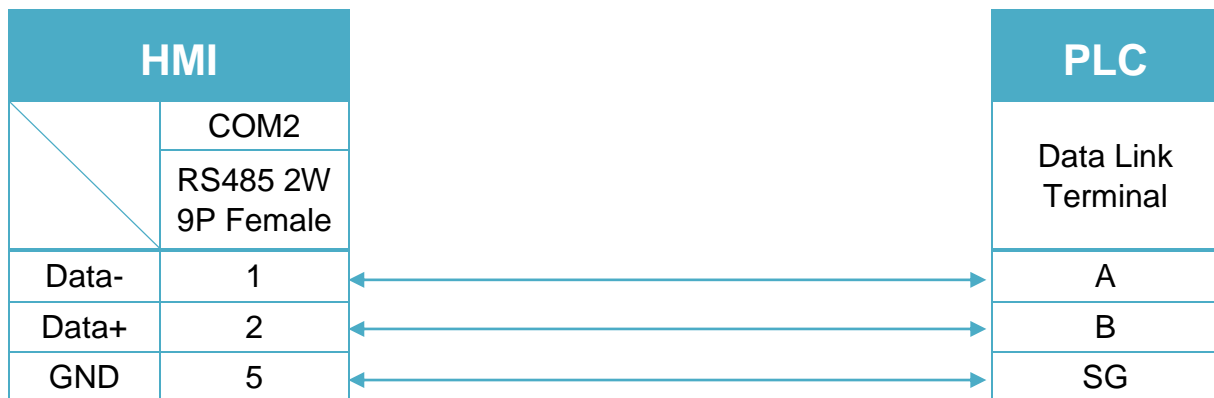 HMI
PLC
COM2
RS485 2W
9P Female
Data Link
Terminal
Data- 1 A
Data+ 2 B
GND 5 SG